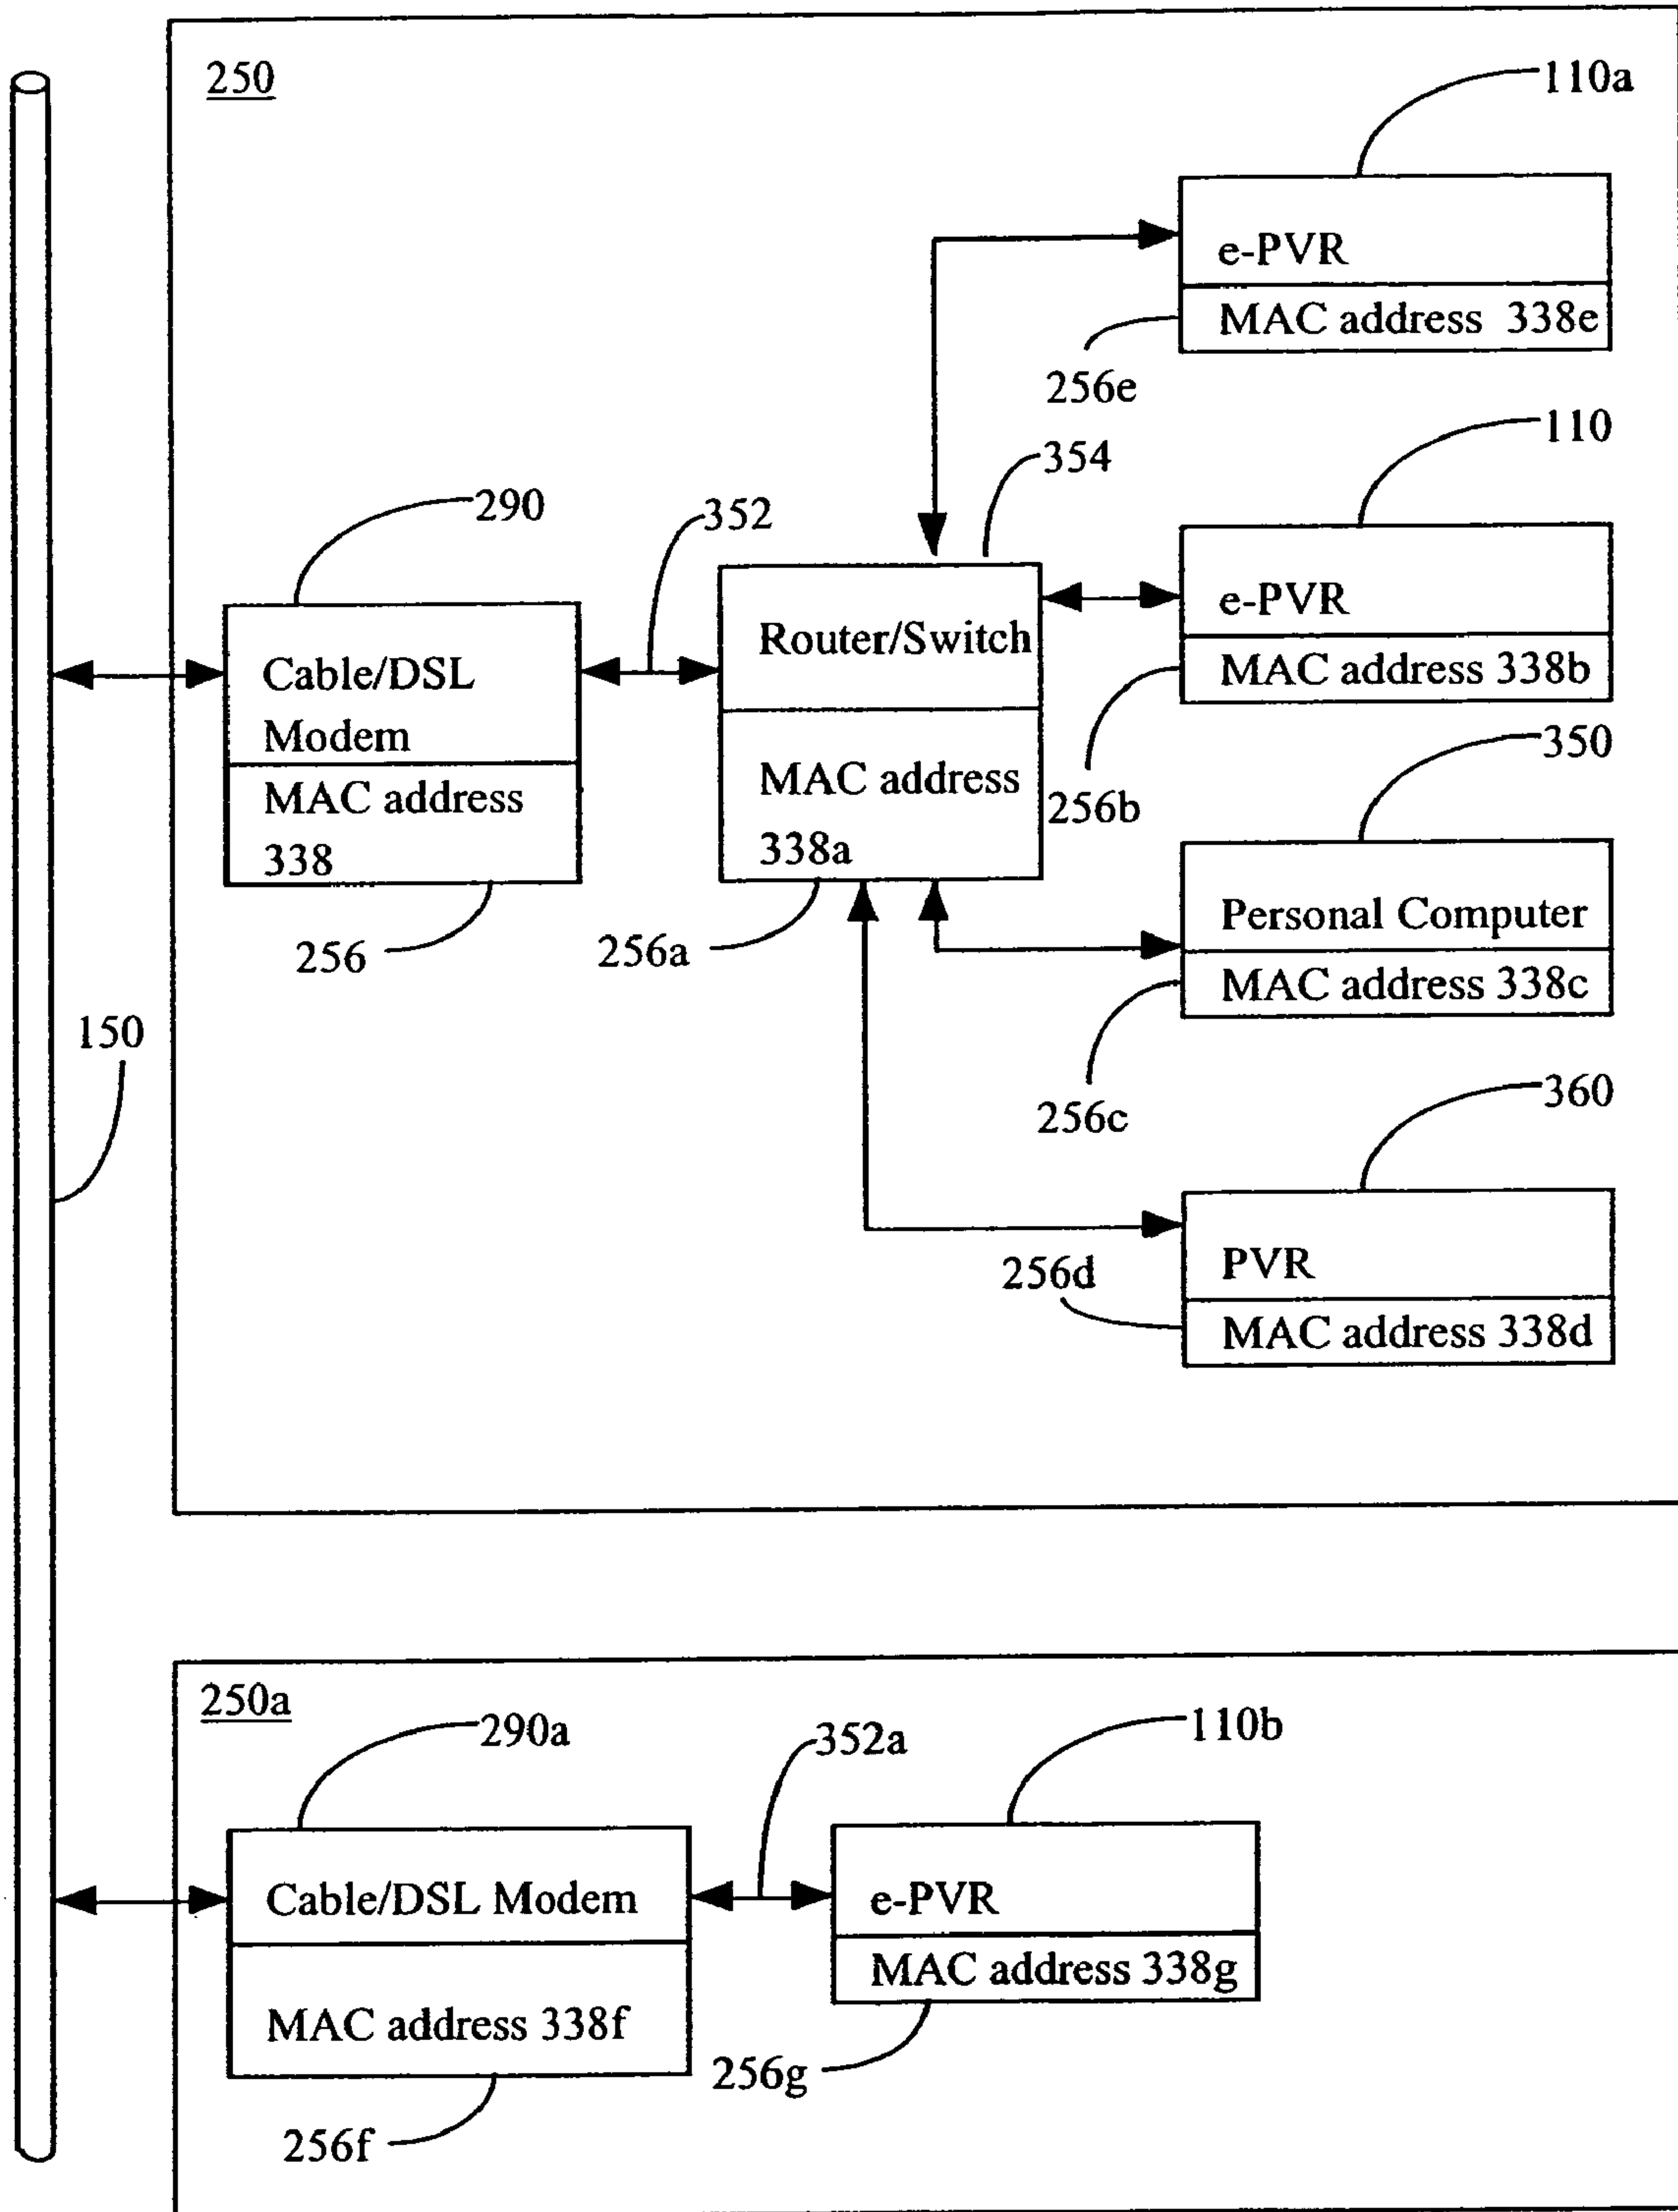 250
110a
e-PVR
MAC address 338e
256e
354
110
290
352
e-PVR
Router/Switch
MAC address 338b
Cable/DSL
Modem
350
MAC address
338a
256b
MAC address
338
Personal Computer
256
256a
MAC address 338c
150
256c
360
256d
PVR
MAC address 338d
250a
290a
352a
110b
Cable/DSL Modem
e-PVR
MAC address 338g
MAC address 338f
256g
256f